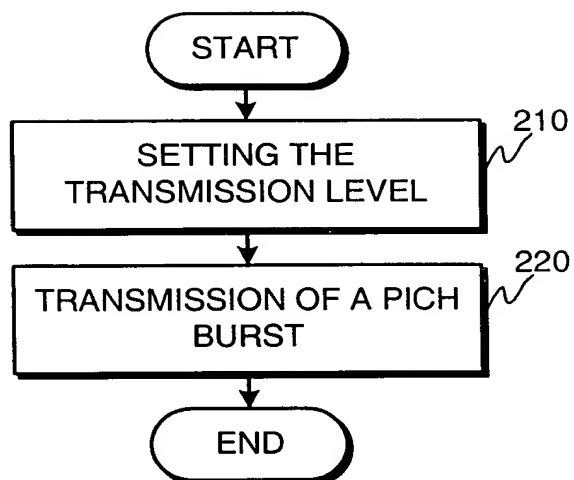 START
210
SETTING THE
TRANSMISSION LEVEL
220
TRANSMISSION OF A PICH
BURST
END